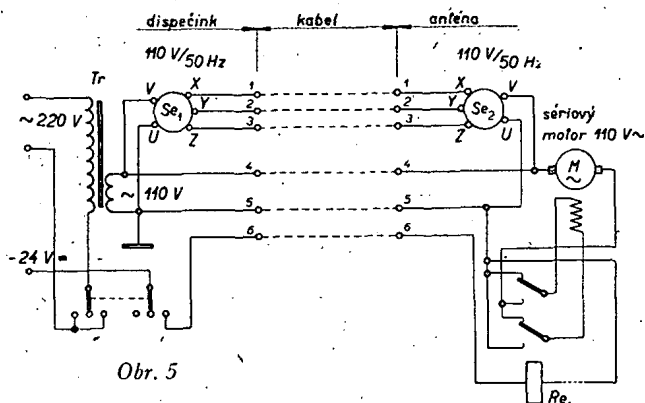 dispečink kabel anténa
110 V/50 Hz 110 V/50 Hz
Tr
V X 1 1 X V
Y 2 2 Y
Se1 Se2
U Z 3 3 Z U
~220 V
sériový
motor 110 V~
4 4 M ~
~ 110 V
5 5
6 6
-24 V=
Obr. 5
Re.